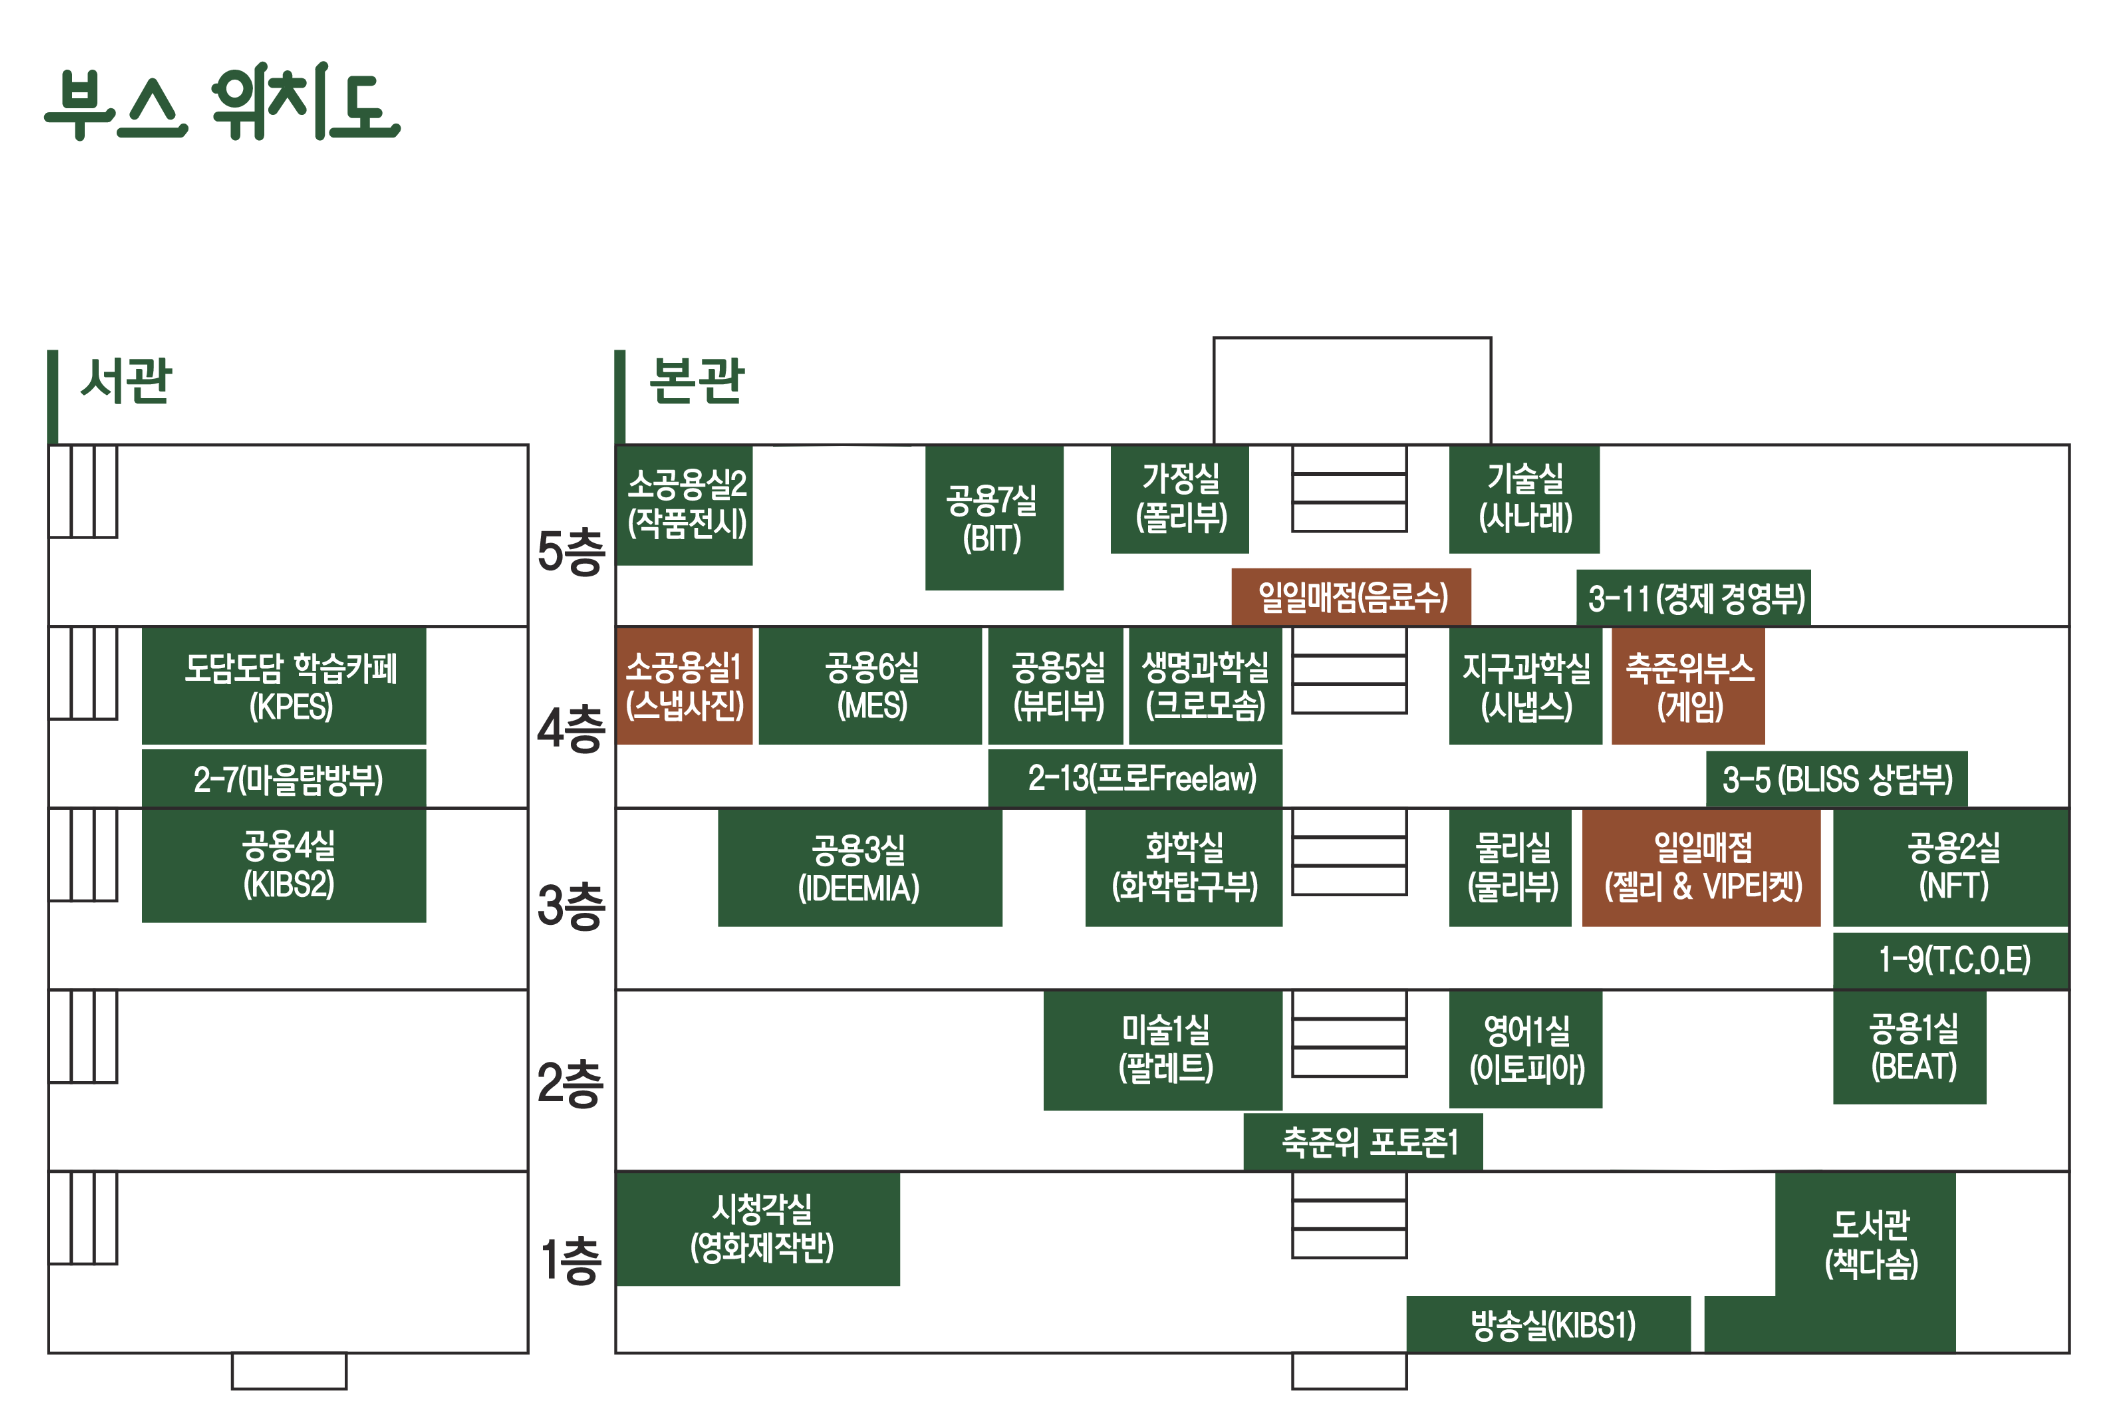 부스 위치도
서관
본관
5층
소공용실2
(작품전시)
공용7실
(BIT)
가정실
(폴리부)
기술실
(사나래)
일일매점(음료수)
3-11(경제 경영부)
4층
도담도담 학습카페
(KPES)
2-7(마을탐방부)
소공용실1
(스냅사진)
공용6실
(MES)
공용5실
(뷰티부)
생명과학실
(크로모솜)
지구과학실
(시냅스)
축준위부스
(게임)
2-13(프로Freelaw)
3-5 (BLISS 상담부)
3층
공용4실
(KIBS2)
공용3실
(IDEEMIA)
화학실
(화학탐구부)
물리실
(물리부)
일일매점
(젤리 & VIP티켓)
공용2실
(NFT)
1-9(T.C.O.E)
2층
미술1실
(팔레트)
영어1실
(이토피아)
공용1실
(BEAT)
축준위 포토존1
1층
시청각실
(영화제작반)
도서관
(책다솜)
방송실(KIBS1)